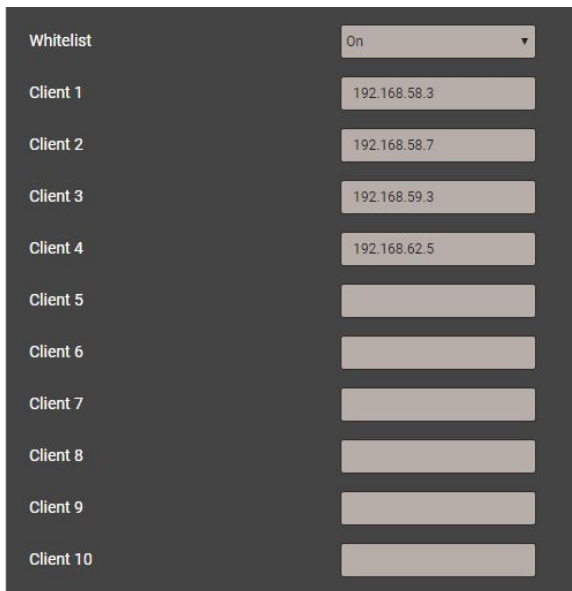 Whitelist On
Client 1 192.168.58.3
Client 2 192.168.58.7
Client 3 192.168.59.3
Client 4 192.168.62.5
Client 5
Client 6
Client 7
Client 8
Client 9
Client 10